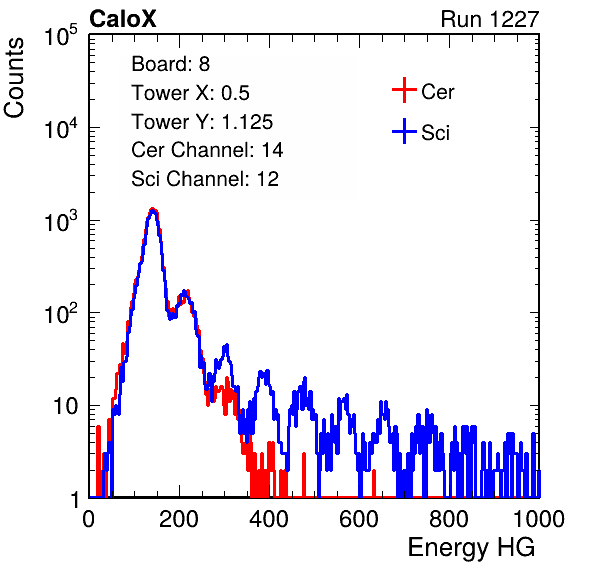 CaloX Run 1227
Counts
Board: 8
Tower X: 0.5
Tower Y: 1.125
Cer Channel: 14
Sci Channel: 12
Cer
Sci
10^5
10^4
10^3
10^2
10
1
0 200 400 600 800 1000
Energy HG